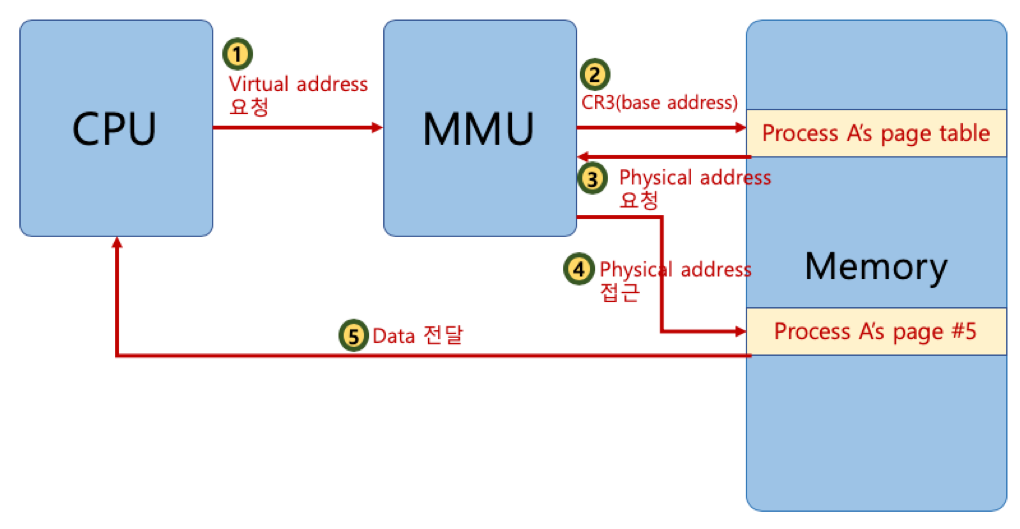 CPU
1
Virtual address
요청
MMU
2
CR3(base address)
Process A's page table
3
Physical address
요청
4
Physical address
접근
Memory
Process A's page #5
5
Data 전달